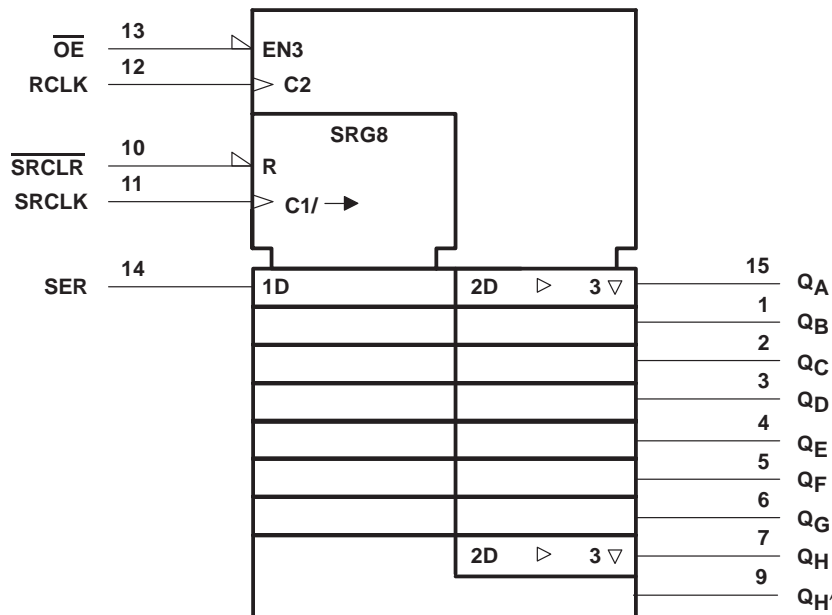 OE 13 EN3
RCLK 12 C2
SRG8
SRCLR 10 R
SRCLK 11 C1/
SER 14 1D 2D 3 15 QA
1 QB
2 QC
3 QD
4 QE
5 QF
6 QG
2D 3 7 QH
9 QH′